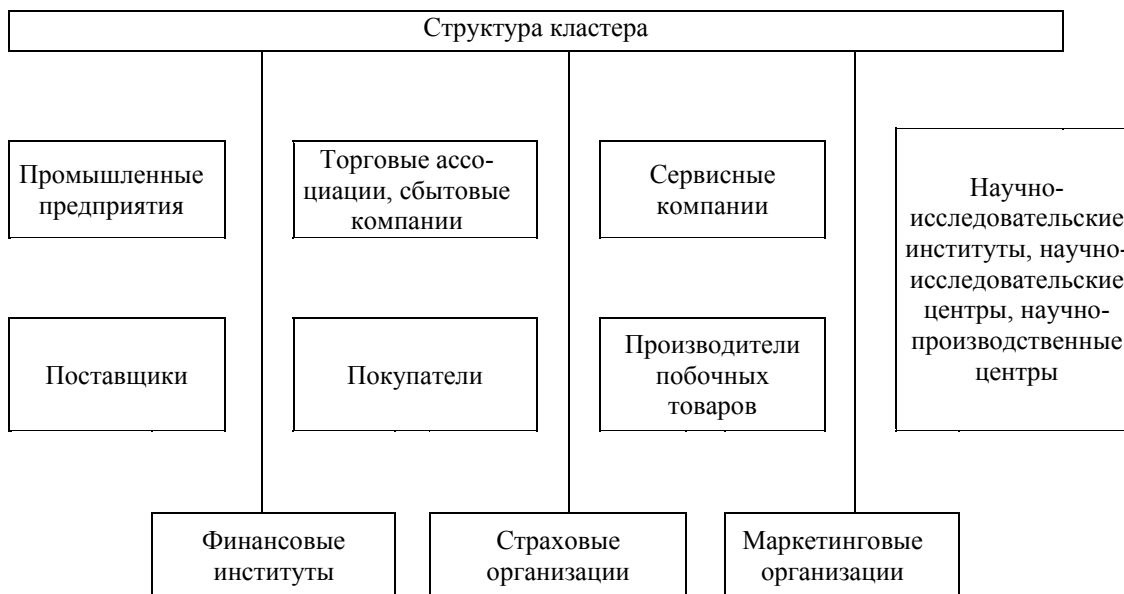 Структура кластера
Промышленные
предприятия
Торговые ассо-
циации, сбытовые
компании
Сервисные
компании
Научно-
исследовательские
институты, научно-
исследовательские
центры, научно-
производственные
центры
Поставщики
Покупатели
Производители
побочных
товаров
Финансовые
институты
Страховые
организации
Маркетинговые
организации